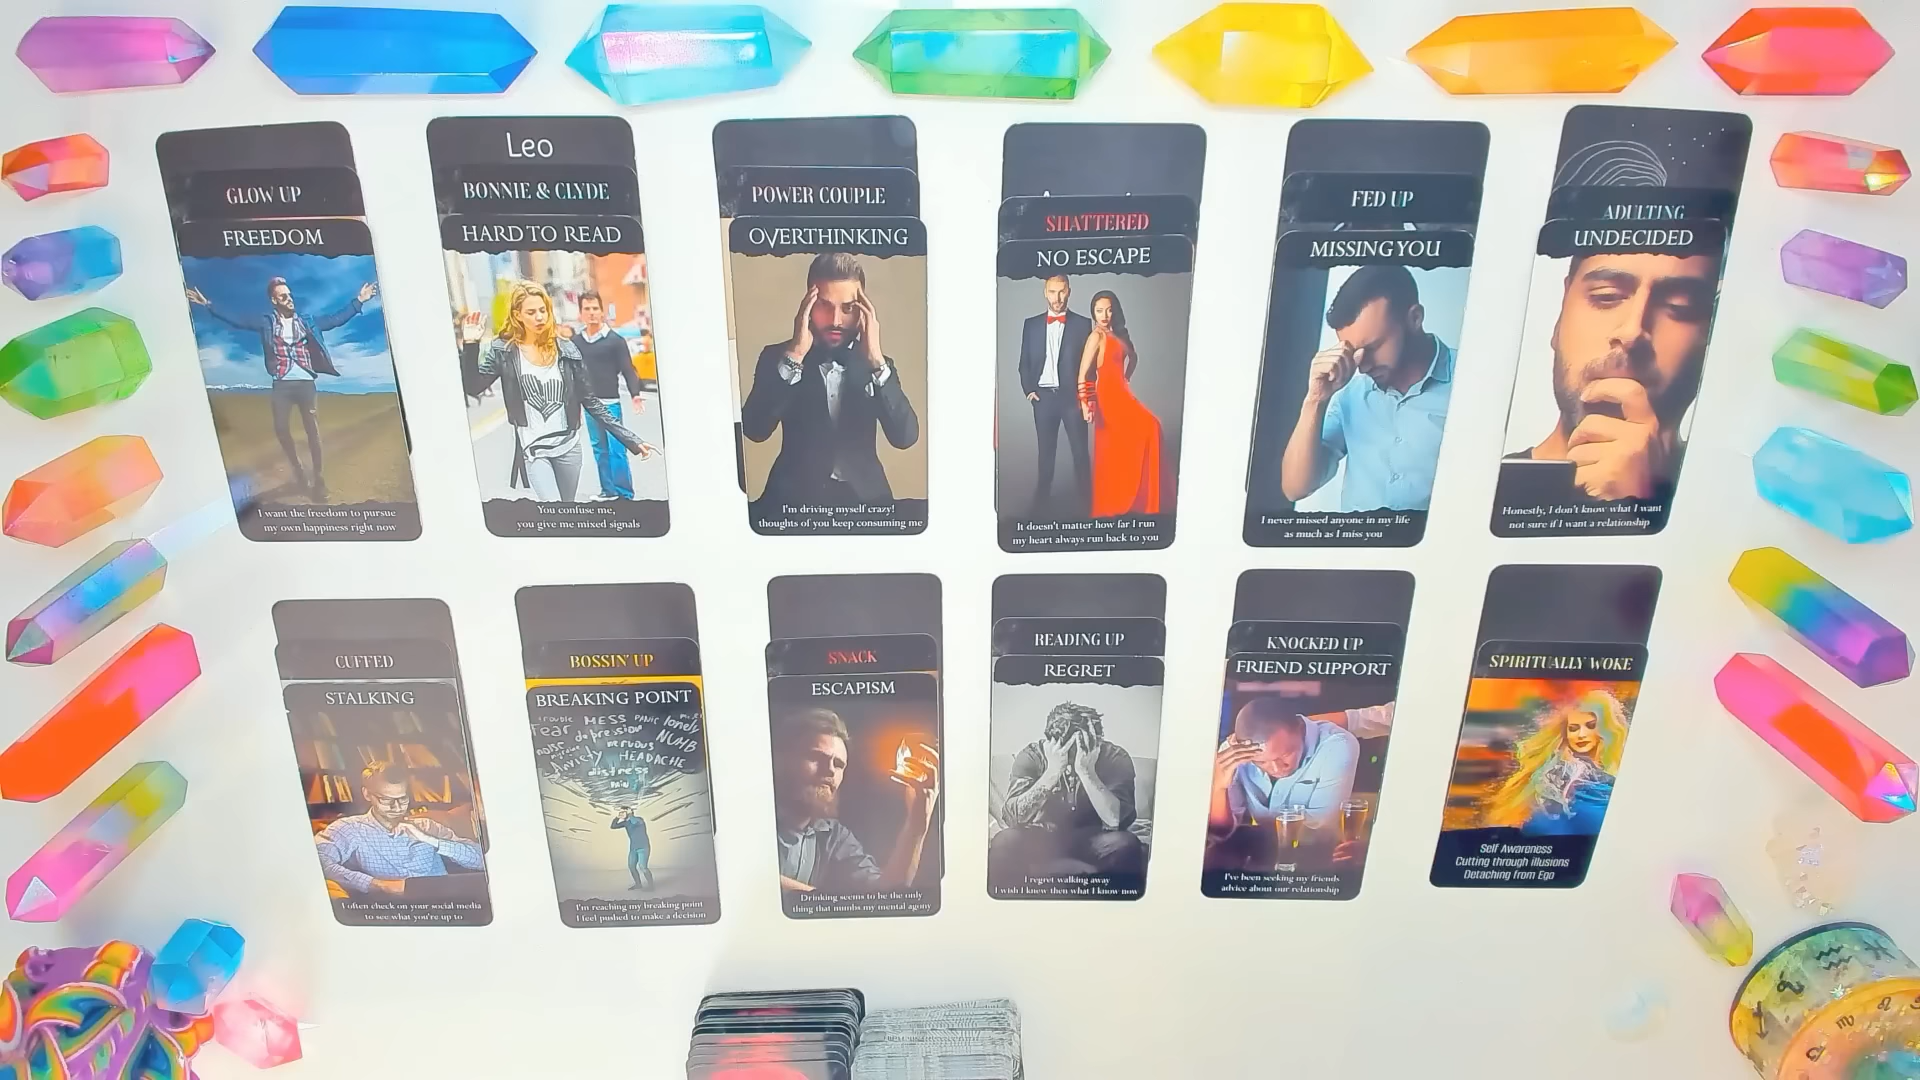 GLOW UP
FREEDOM
I want the freedom to pursue
my own happiness right now
Leo
BONNIE & CLYDE
HARD TO READ
You confuse me,
you give me mixed signals
POWER COUPLE
OVERTHINKING
I'm driving myself crazy!
thoughts of you keep consuming me
SHATTERED
NO ESCAPE
It doesn't matter how far I run
my heart always run back to you
FED UP
MISSING YOU
I never missed anyone in my life
as much as I miss you
ADULTING
UNDECIDED
Honestly, I don't know what I want
not sure if I want a relationship
CUFFED
STALKING
I often check on your social media
to see what you're up to
BOSSIN' UP
BREAKING POINT
trouble MESS PANIC lonely
fear depression NUMB
noise nervous
ANXIETY HEADACHE
distress
PAIN
I'm reaching my breaking point
I feel pushed to make a decision
SNACK
ESCAPISM
Drinking seems to be the only
thing that numbs my mental agony
READING UP
REGRET
I regret walking away
I wish I knew then what I know now
KNOCKED UP
FRIEND SUPPORT
I've been seeking my friends
advice about our relationship
SPIRITUALLY WOKE
Self Awareness
Cutting through illusions
Detaching from Ego